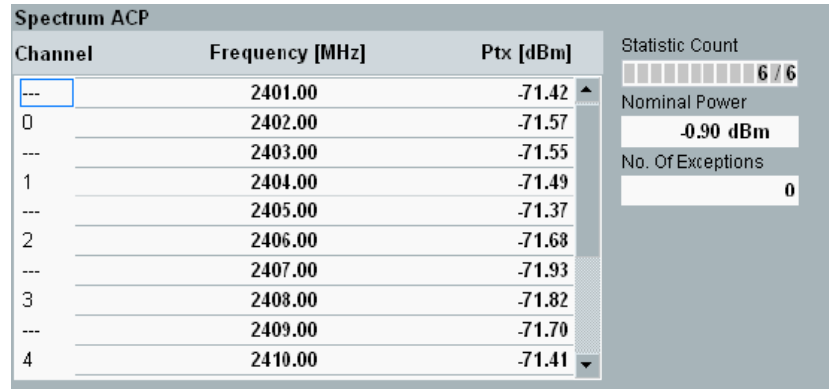 Spectrum ACP
Channel Frequency [MHz] Ptx [dBm]
--- 2401.00 -71.42
0 2402.00 -71.57
--- 2403.00 -71.55
1 2404.00 -71.49
--- 2405.00 -71.37
2 2406.00 -71.68
--- 2407.00 -71.93
3 2408.00 -71.82
--- 2409.00 -71.70
4 2410.00 -71.41
Statistic Count
6 / 6
Nominal Power
-0.90 dBm
No. Of Exceptions
0